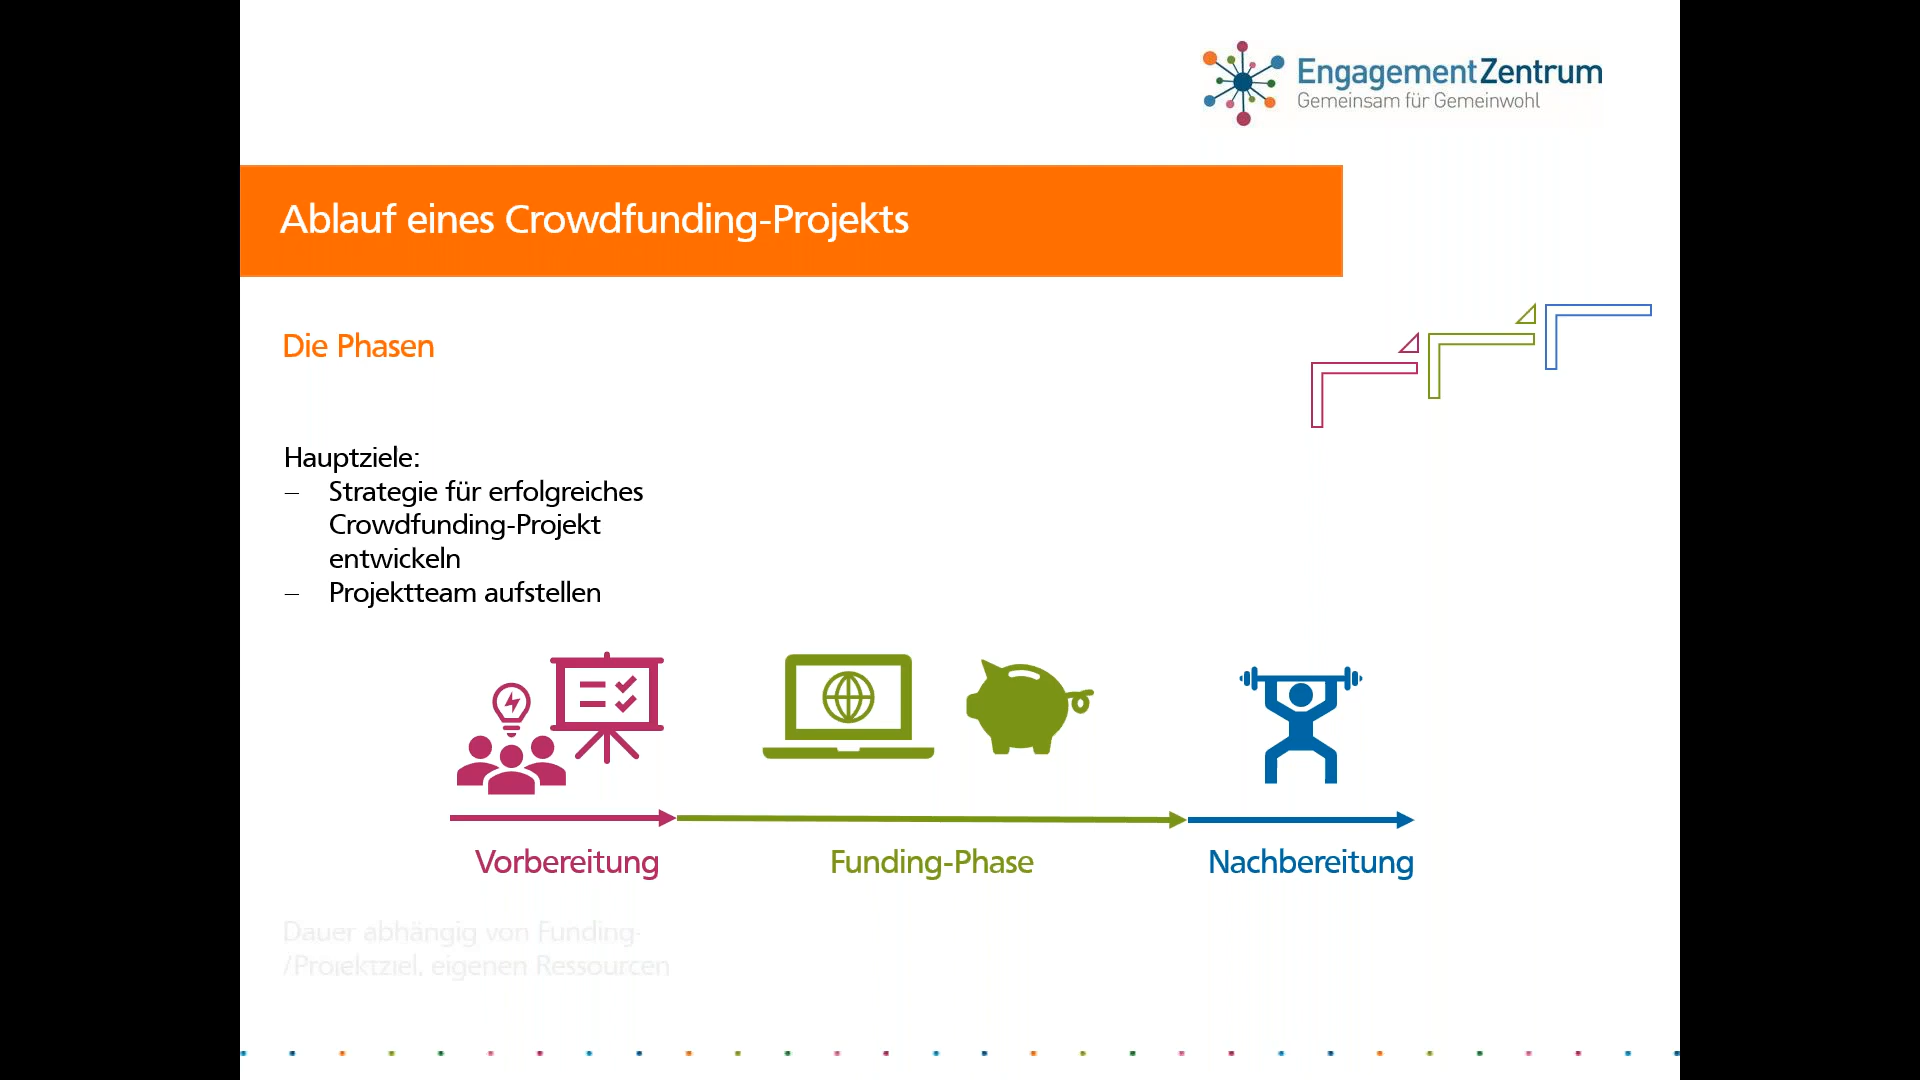 EngagementZentrum
Gemeinsam für Gemeinwohl
Ablauf eines Crowdfunding-Projekts
Die Phasen
Hauptziele:
– Strategie für erfolgreiches
Crowdfunding-Projekt
entwickeln
– Projektteam aufstellen
Vorbereitung
Funding-Phase
Nachbereitung
Dauer abhängig von Funding-
/Projektziel, eigenen Ressourcen